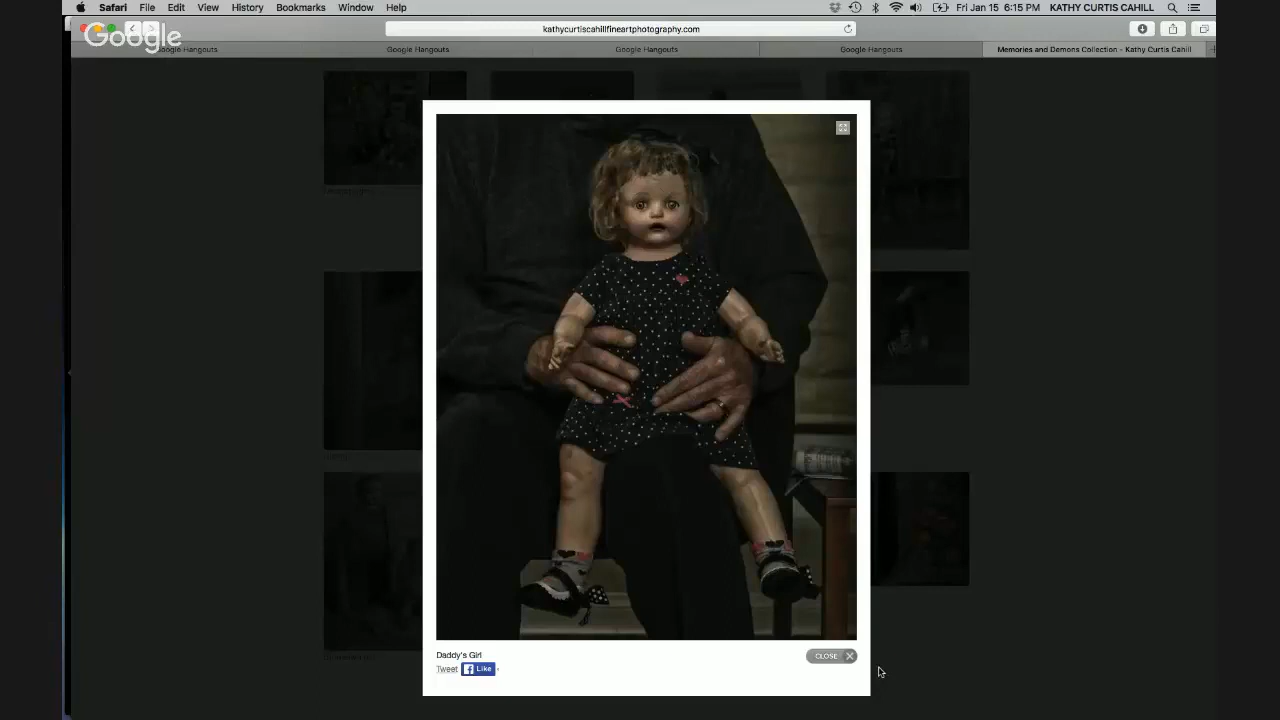 Safari File Edit View History Bookmarks Window Help Fri Jan 15 6:15 PM KATHY CURTIS CAHILL
Google
kathycurtiscahillfineartphotography.com
Google Hangouts Google Hangouts Google Hangouts Memories and Demons Collection - Kathy Curtis Cahill
Daddy's Girl
CLOSE
Tweet Like